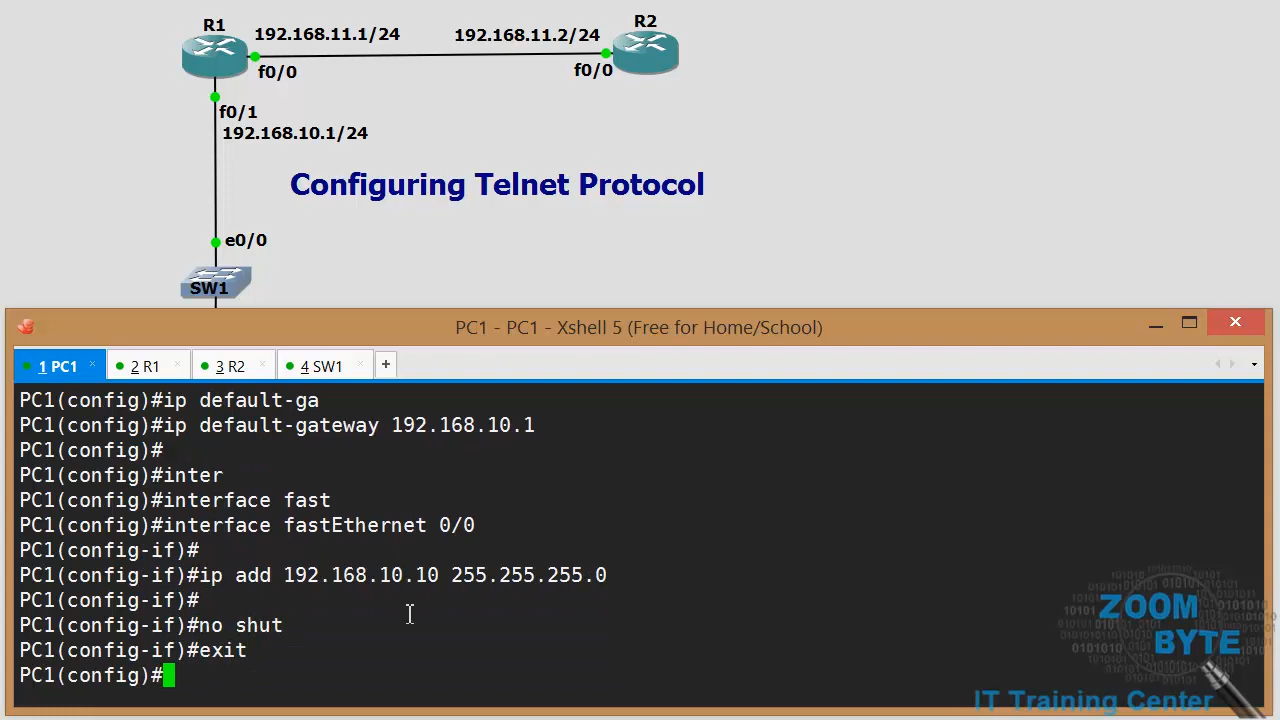 R1
192.168.11.1/24
192.168.11.2/24
R2
f0/0
f0/0
f0/1
192.168.10.1/24
Configuring Telnet Protocol
e0/0
SW1
PC1 - PC1 - Xshell 5 (Free for Home/School)
1 PC1
2 R1
3 R2
4 SW1
PC1(config)#ip default-ga
PC1(config)#ip default-gateway 192.168.10.1
PC1(config)#
PC1(config)#inter
PC1(config)#interface fast
PC1(config)#interface fastEthernet 0/0
PC1(config-if)#
PC1(config-if)#ip add 192.168.10.10 255.255.255.0
PC1(config-if)#
PC1(config-if)#no shut
PC1(config-if)#exit
PC1(config)#
ZOOM
BYTE
IT Training Center